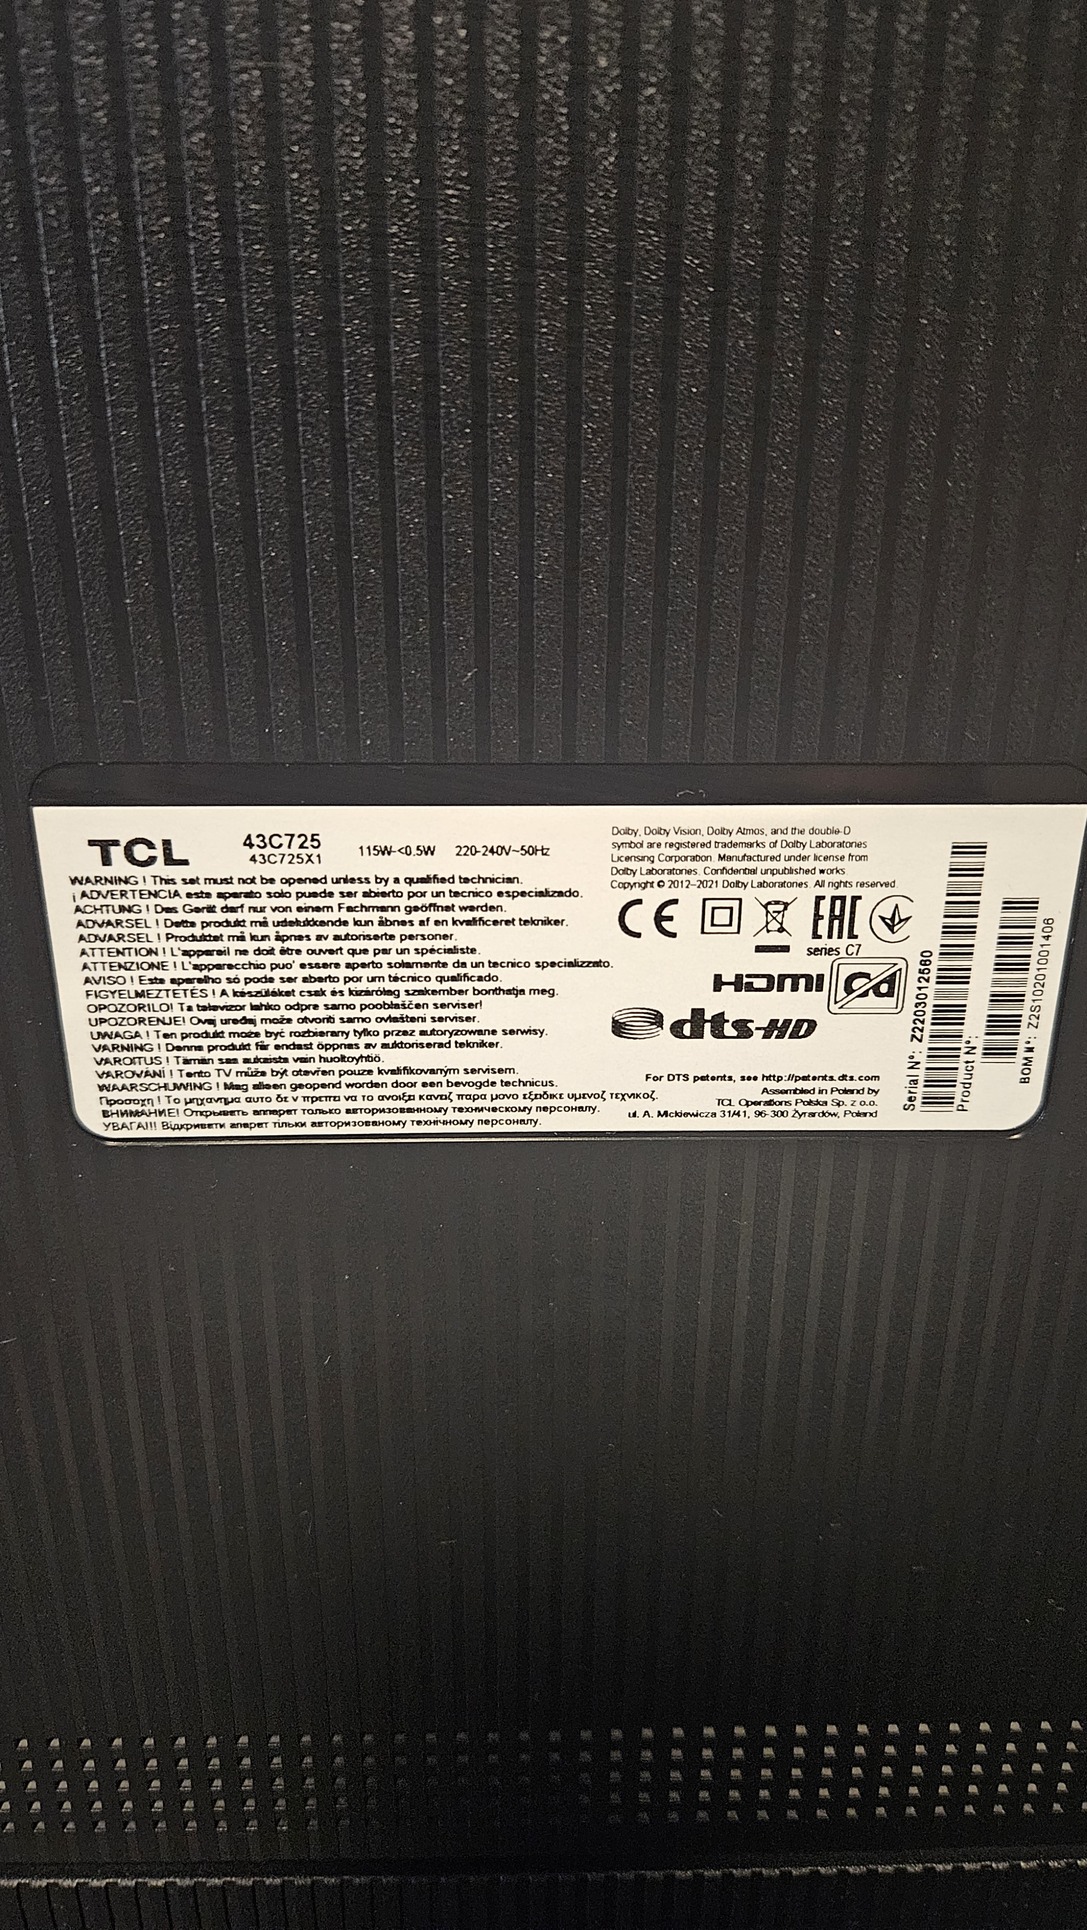 TCL
43C725
43C725X1
115W-<0.5W
220-240V~50Hz
WARNING ! This set must not be opened unless by a qualified technician.
¡ ADVERTENCIA este aparato solo puede ser abierto por un tecnico especializado.
ACHTUNG ! Das Gerät darf nur von einem Fachmann geöffnet werden.
ADVARSEL ! Dette produkt må udelukkende kun åbnes af en kvalificeret tekniker.
ADVARSEL ! Produktet må kun åpnes av autoriserte personer.
ATTENTION ! L'appareil ne doit être ouvert que par un spécialiste.
ATTENZIONE ! L'apparecchio puo' essere aperto solamente da un tecnico specializzato.
AVISO ! Este aparelho só pode ser aberto por um técnico qualificado.
FIGYELMEZTETÉS ! A készüléket csak és kizárólag szakember bonthatja meg.
OPOZORILO! Ta televizor lahko odpre samo pooblaščen serviser!
UPOZORENJE! Ovaj uređaj može otvoriti samo ovlašteni serviser.
UWAGA ! Ten produkt może być rozbierany tylko przez autoryzowane serwisy.
VARNING ! Denna produkt får endast öppnas av auktoriserad tekniker.
VAROITUS ! Tämän saa aukaista vain huoltoyhtiö.
VAROVÁNÍ ! Tento TV může být otevřen pouze kvalifikovaným servisem.
WAARSCHUWING ! Mag alleen geopend worden door een bevogde technicus.
Προσοχη ! Το μηχανημα αυτο δεν πρεπει να το ανοιξει κανεις παρα μονο εξειδικευμενος τεχνικος.
ВНИМАНИЕ! Открывать аппарат только авторизованному техническому персоналу.
УВАГА!!! Відкривати апарат тільки авторизованому технічному персоналу.
Dolby, Dolby Vision, Dolby Atmos, and the double-D
symbol are registered trademarks of Dolby Laboratories
Licensing Corporation. Manufactured under license from
Dolby Laboratories. Confidential unpublished works.
Copyright © 2012-2021 Dolby Laboratories. All rights reserved.
CE
EAC
series C7
HDMI
Cd
dts-HD
For DTS patents, see http://patents.dts.com
Assembled in Poland by
TCL Operations Polska Sp. z o.o.
ul. A. Mickiewicza 31/41, 96-300 Żyrardów, Poland
Serial N°: Z2203012560
Product N°:
BOM N°: Z2S10201001406